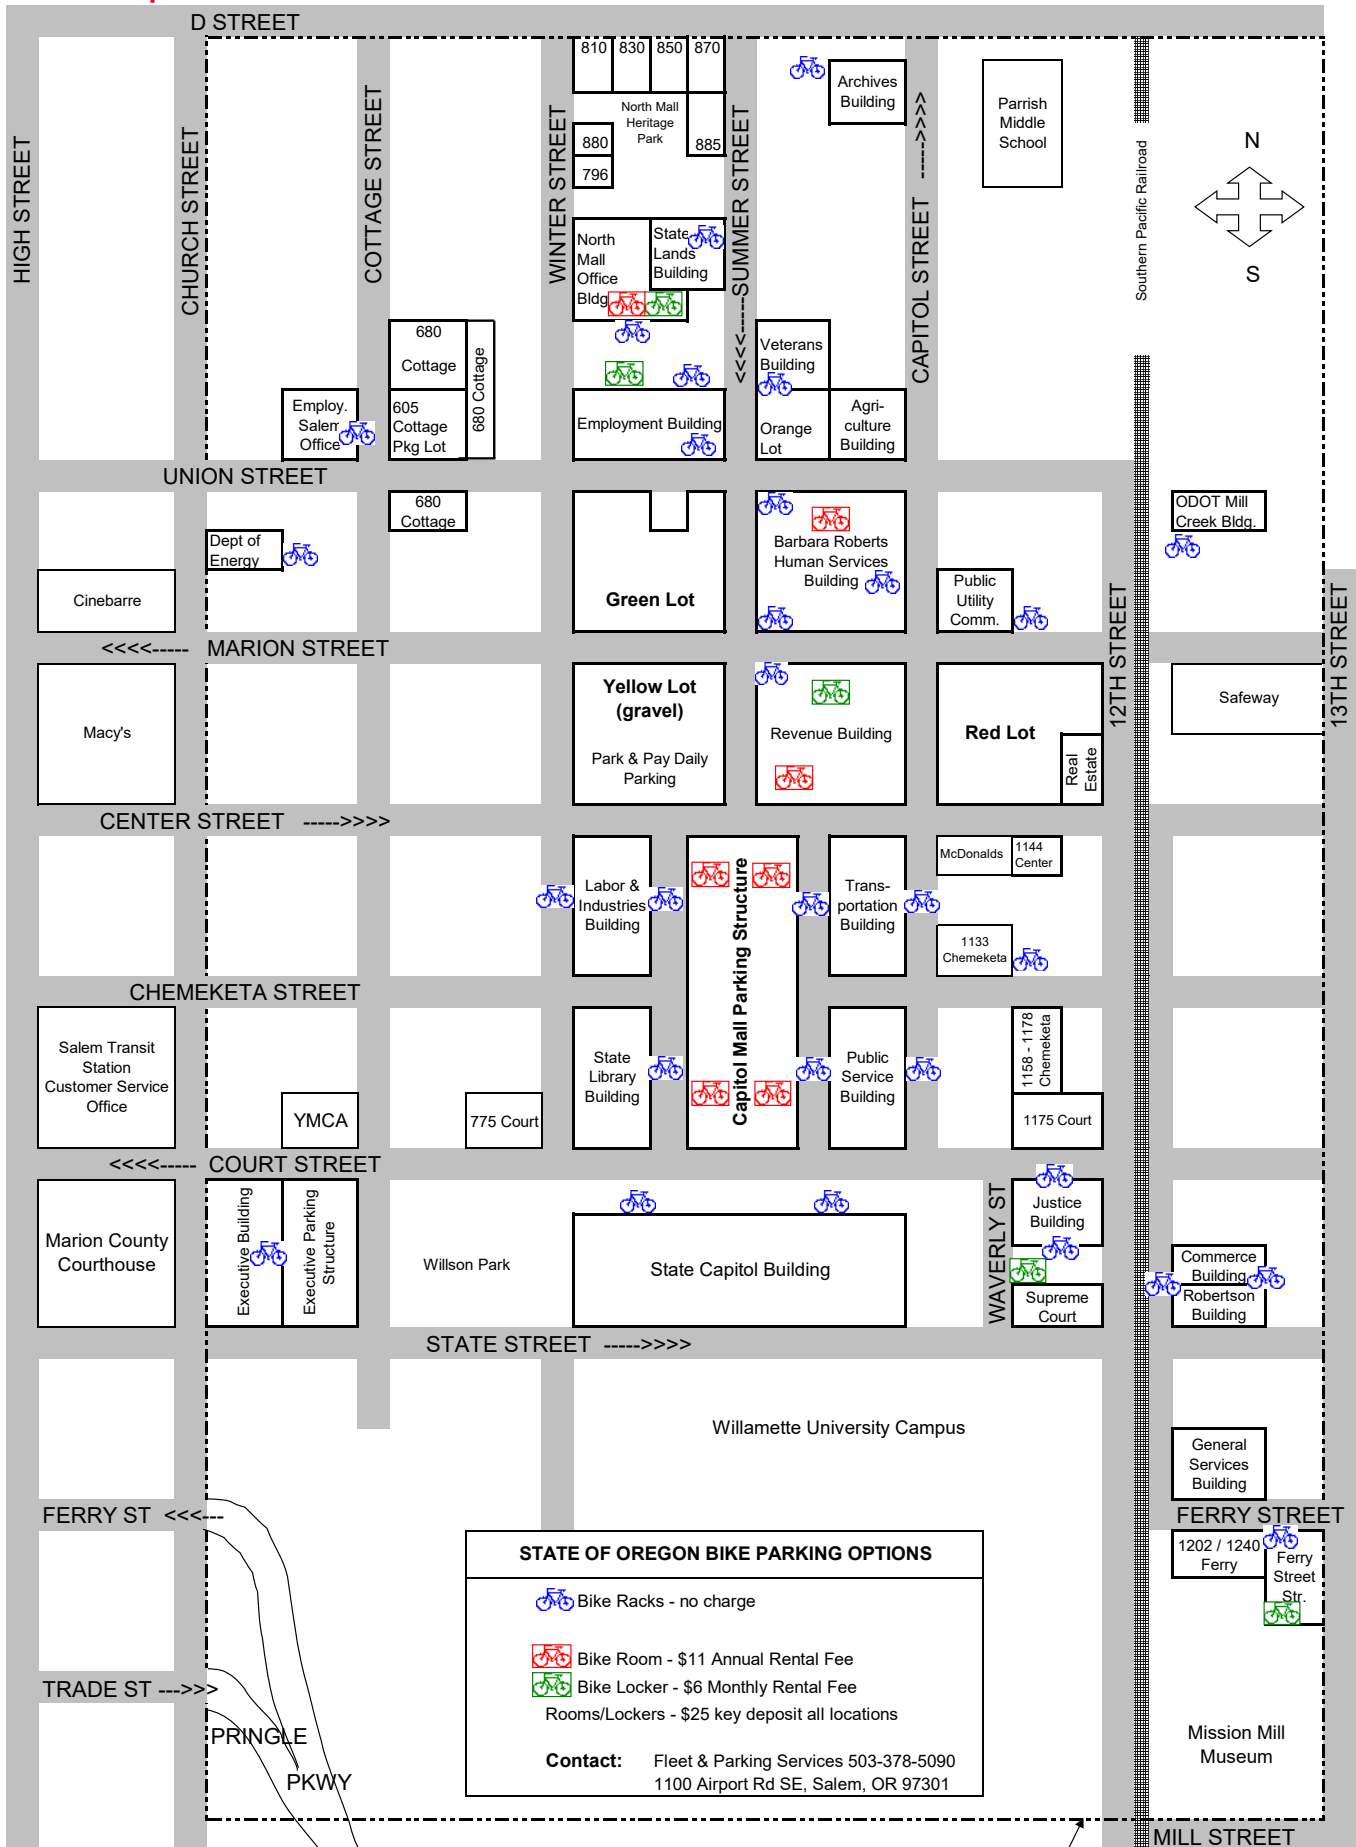 D STREET
810
830
850
870
North Mall
Heritage
Park
880
885
796
Archives
Building
Parrish
Middle
School
N
S
HIGH STREET
CHURCH STREET
COTTAGE STREET
WINTER STREET
<<<<-----SUMMER STREET
CAPITOL STREET ----->>>>
Southern Pacific Railroad
North
Mall
Office
Bldg
State
Lands
Building
680
Cottage
680 Cottage
605
Cottage
Pkg Lot
Employ.
Salem
Office
Employment Building
Veterans
Building
Orange
Lot
Agri-
culture
Building
UNION STREET
680
Cottage
Dept of
Energy
Cinebarre
Green Lot
Barbara Roberts
Human Services
Building
Public
Utility
Comm.
ODOT Mill
Creek Bldg.
12TH STREET
13TH STREET
<<<<----- MARION STREET
Macy's
Yellow Lot
(gravel)
Park & Pay Daily
Parking
Revenue Building
Red Lot
Real
Estate
Safeway
CENTER STREET ----->>>>
Labor &
Industries
Building
Capitol Mall Parking Structure
Trans-
portation
Building
McDonalds
1144
Center
1133
Chemeketa
CHEMEKETA STREET
Salem Transit
Station
Customer Service
Office
YMCA
775 Court
State
Library
Building
Public
Service
Building
1158 - 1178
Chemeketa
1175 Court
<<<<----- COURT STREET
Marion County
Courthouse
Executive Building
Executive Parking
Structure
Willson Park
State Capitol Building
WAVERLY ST
Justice
Building
Supreme
Court
Commerce
Building
Robertson
Building
STATE STREET ----->>>>
Willamette University Campus
General
Services
Building
FERRY ST <<<---
FERRY STREET
1202 / 1240
Ferry
Ferry
Street
Str.
STATE OF OREGON BIKE PARKING OPTIONS
Bike Racks - no charge
Bike Room - $11 Annual Rental Fee
Bike Locker - $6 Monthly Rental Fee
Rooms/Lockers - $25 key deposit all locations
Contact: Fleet & Parking Services 503-378-5090
1100 Airport Rd SE, Salem, OR 97301
TRADE ST --->>>
PRINGLE
PKWY
Mission Mill
Museum
MILL STREET